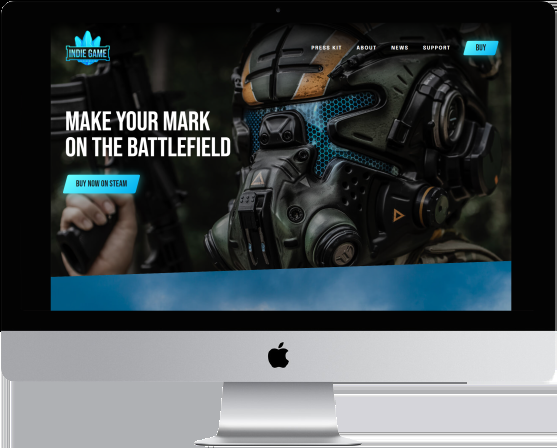 INDIE GAME
PRESS KIT ABOUT NEWS SUPPORT BUY
MAKE YOUR MARK
ON THE BATTLEFIELD
BUY NOW ON STEAM